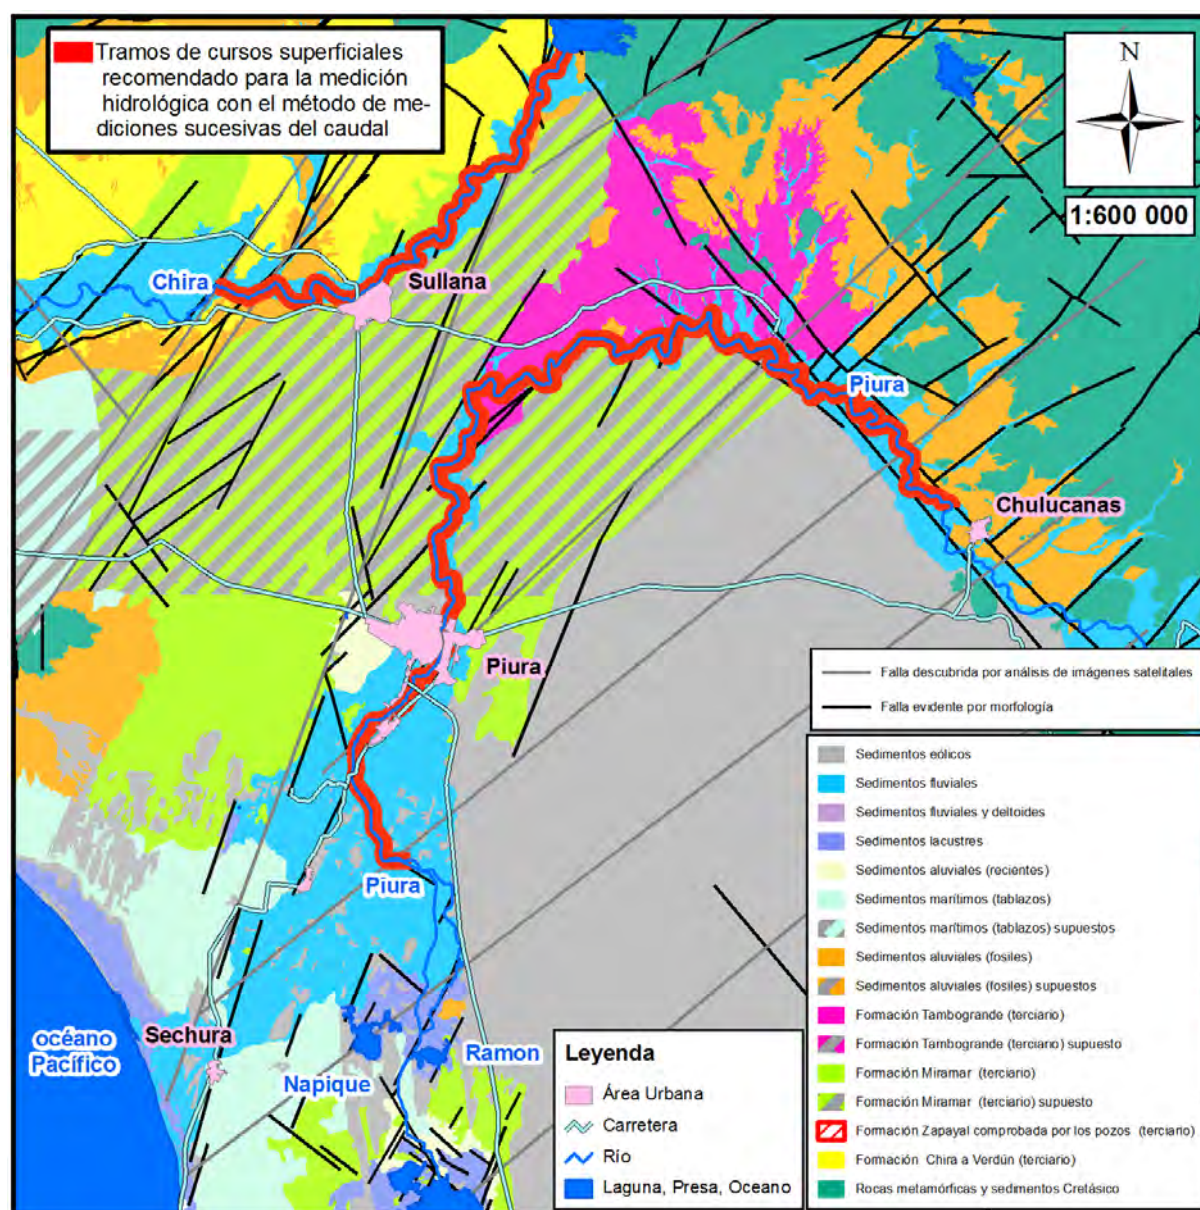 Tramos de cursos superficiales
recomendado para la medición
hidrológica con el método de me-
diciones sucesivas del caudal
N
1:600 000
Chira
Sullana
Piura
Chulucanas
Piura
Falla descubrida por análisis de imágenes satelitales
Falla evidente por morfología
Piura
océano
Pacífico
Sechura
Napique
Ramon
Leyenda
Área Urbana
Carretera
Río
Laguna, Presa, Oceano
Sedimentos eólicos
Sedimentos fluviales
Sedimentos fluviales y deltoides
Sedimentos lacustres
Sedimentos aluviales (recientes)
Sedimentos marítimos (tablazos)
Sedimentos marítimos (tablazos) supuestos
Sedimentos aluviales (fosiles)
Sedimentos aluviales (fosiles) supuestos
Formación Tambogrande (terciario)
Formación Tambogrande (terciario) supuesto
Formación Miramar (terciario)
Formación Miramar (terciario) supuesto
Formación Zapayal comprobada por los pozos (terciario)
Formación Chira a Verdún (terciario)
Rocas metamórficas y sedimentos Cretásico